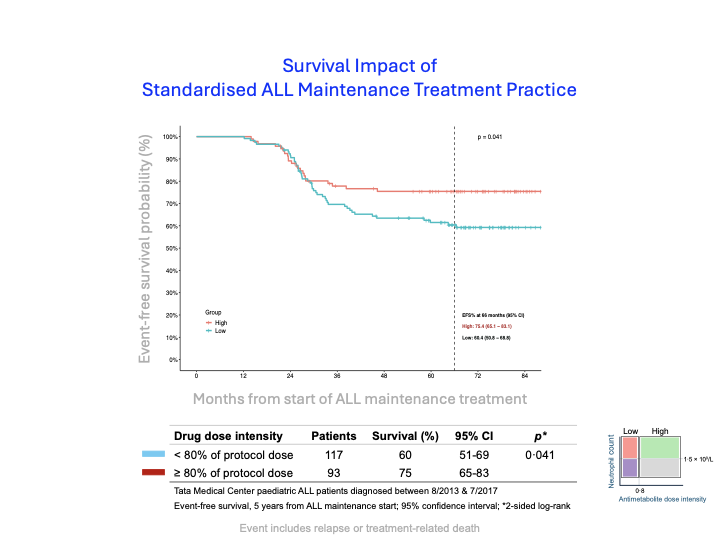 Survival Impact of
Standardised ALL Maintenance Treatment Practice
Event-free survival probability (%)
100%
90%
80%
70%
60%
50%
40%
30%
20%
10%
0%
p = 0.041
Group
High
Low
EFS% at 66 months (95% CI)
High: 75.4 (65.1 – 83.1)
Low: 60.4 (50.8 – 68.8)
0 12 24 36 48 60 72 84
Months from start of ALL maintenance treatment
Drug dose intensity Patients Survival (%) 95% CI p*
< 80% of protocol dose 117 60 51-69 0·041
≥ 80% of protocol dose 93 75 65-83
Tata Medical Center paediatric ALL patients diagnosed between 8/2013 & 7/2017
Event-free survival, 5 years from ALL maintenance start; 95% confidence interval; *2-sided log-rank
Event includes relapse or treatment-related death
Low High
Neutrophil count
1·5 × 10⁹/L
0·8
Antimetabolite dose intensity